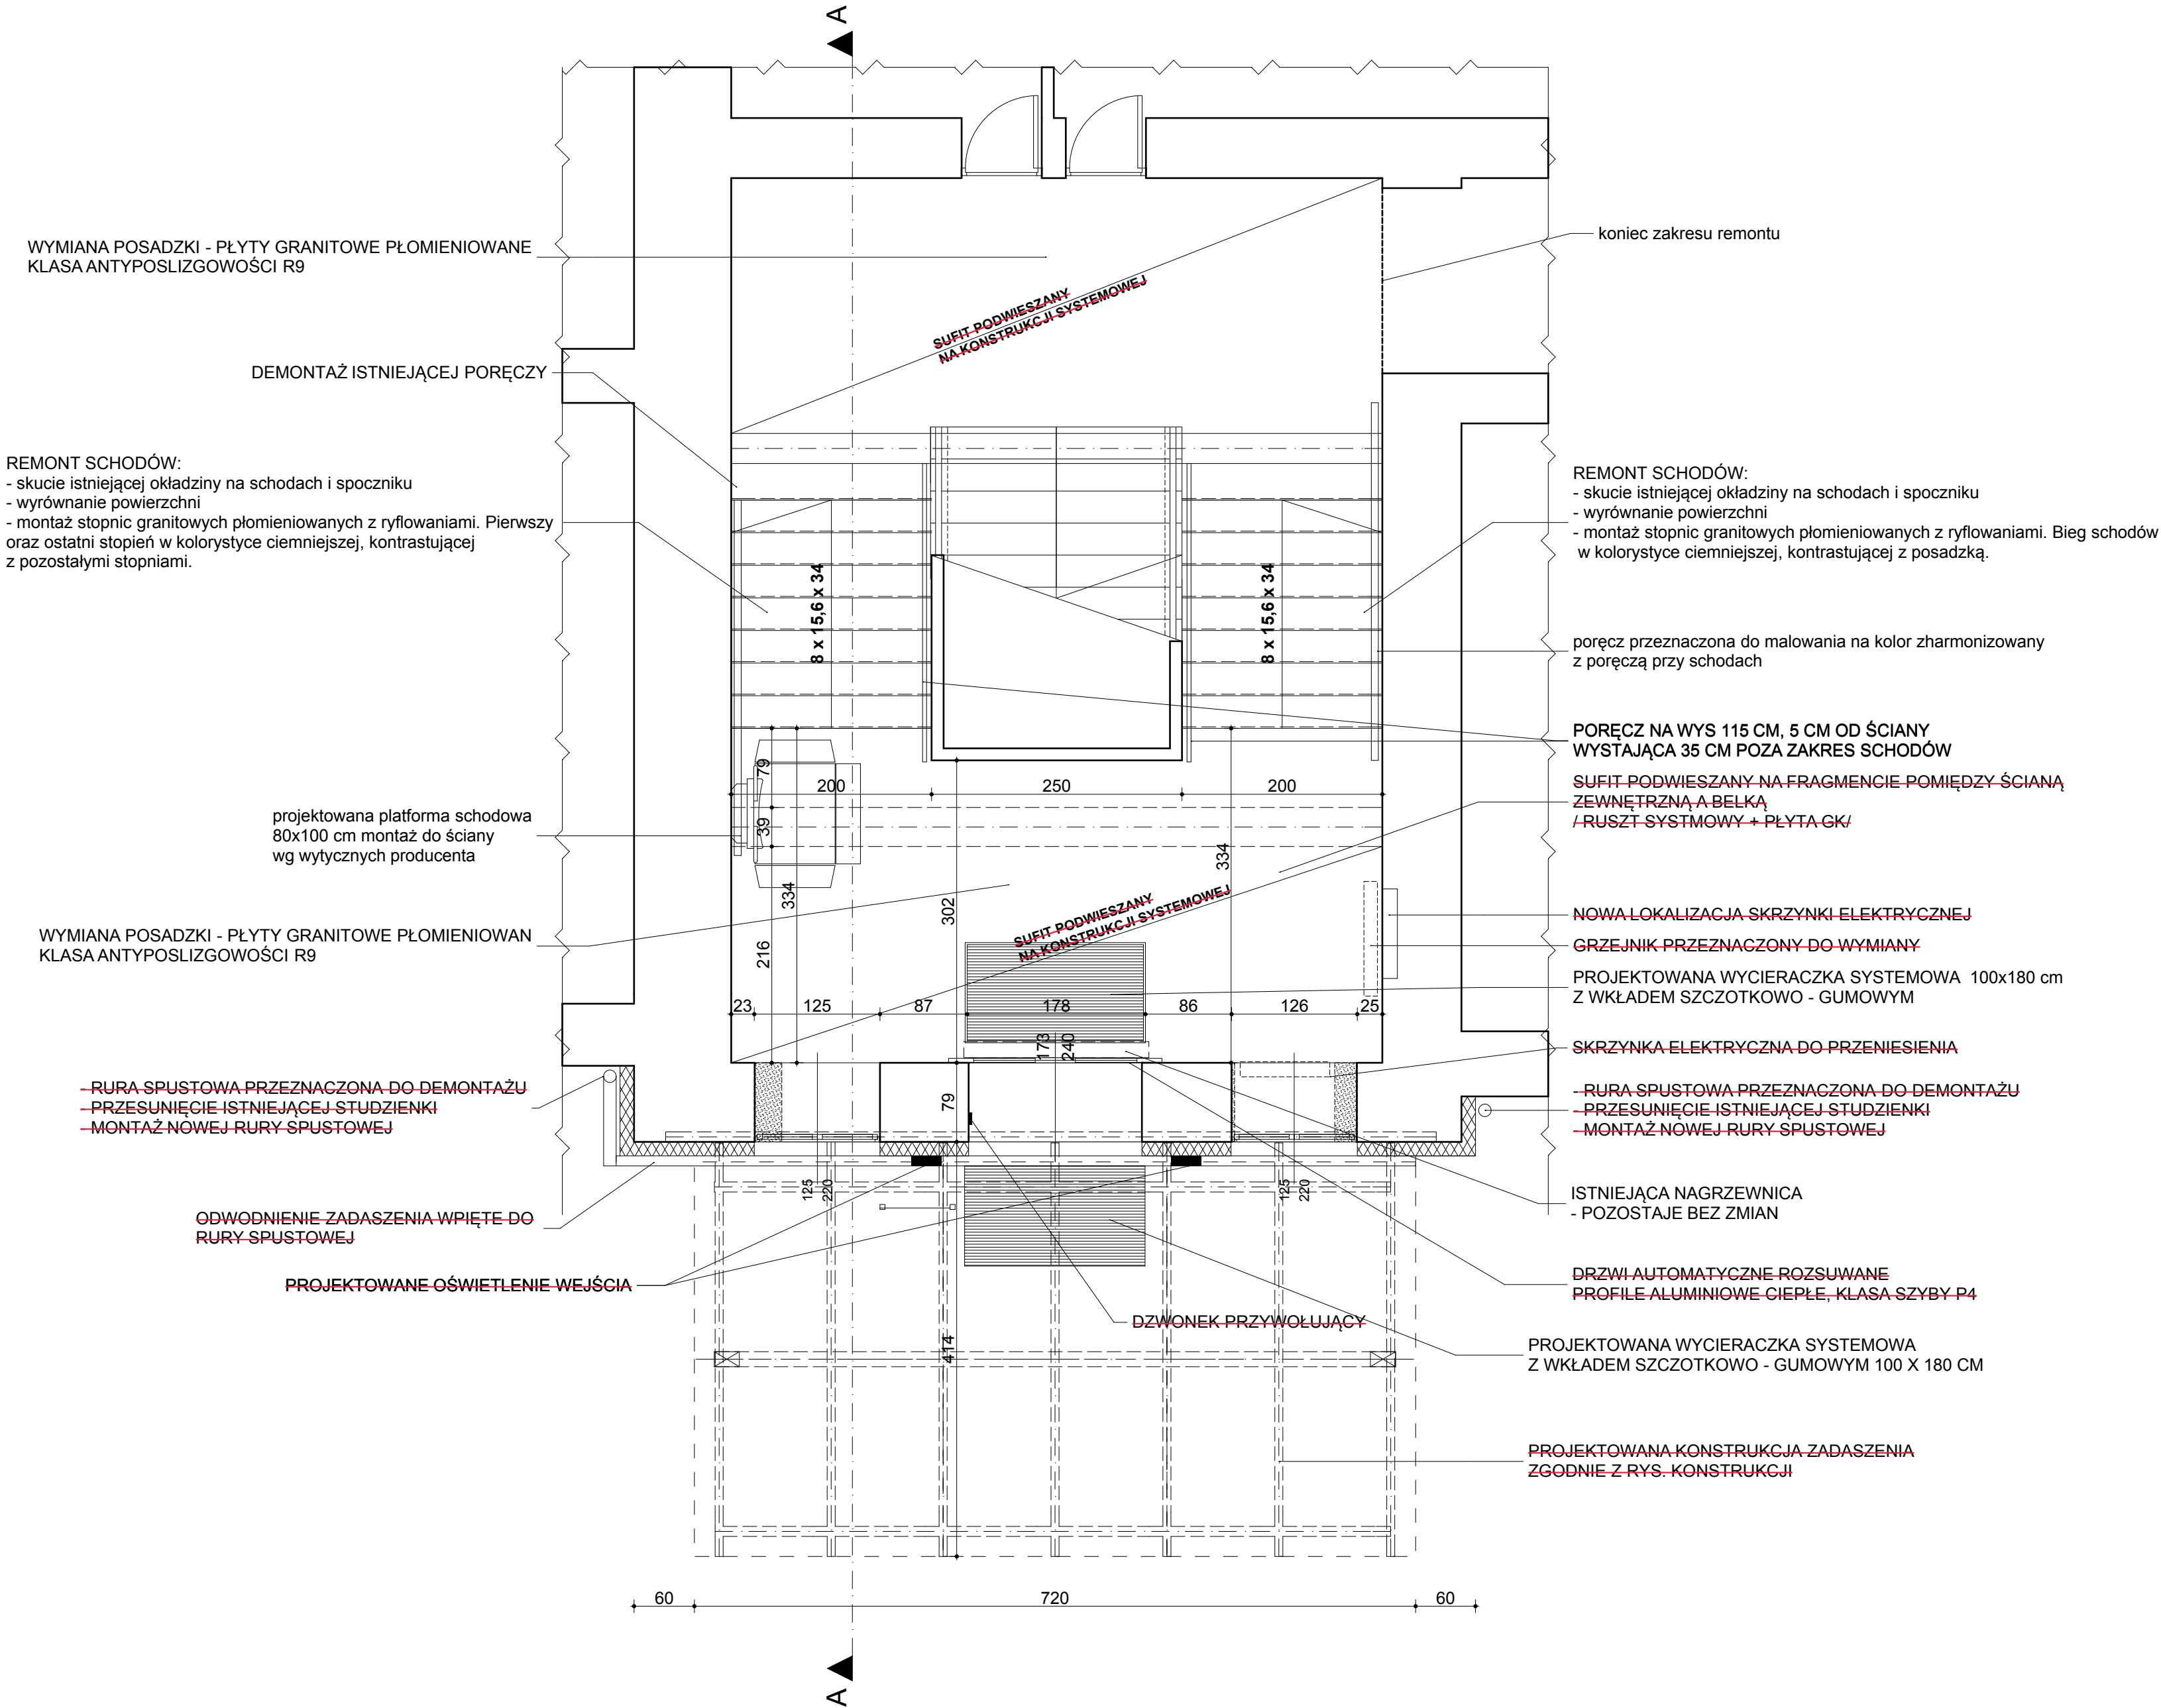 A
WYMIANA POSADZKI - PŁYTY GRANITOWE PŁOMIENIOWANE
KLASA ANTYPOSLIZGOWOŚCI R9
koniec zakresu remontu
SUFIT PODWIESZANY
NA KONSTRUKCJI SYSTEMOWEJ
DEMONTAŻ ISTNIEJĄCEJ PORĘCZY
REMONT SCHODÓW:
- skucie istniejącej okładziny na schodach i spoczniku
- wyrównanie powierzchni
- montaż stopnic granitowych płomieniowanych z ryflowaniami. Pierwszy
oraz ostatni stopień w kolorystyce ciemniejszej, kontrastującej
z pozostałymi stopniami.
REMONT SCHODÓW:
- skucie istniejącej okładziny na schodach i spoczniku
- wyrównanie powierzchni
- montaż stopnic granitowych płomieniowanych z ryflowaniami. Bieg schodów
w kolorystyce ciemniejszej, kontrastującej z posadzką.
8 x 15,6 x 34
8 x 15,6 x 34
poręcz przeznaczona do malowania na kolor zharmonizowany
z poręczą przy schodach
PORĘCZ NA WYS 115 CM, 5 CM OD ŚCIANY
WYSTAJĄCA 35 CM POZA ZAKRES SCHODÓW
SUFIT PODWIESZANY NA FRAGMENCIE POMIĘDZY ŚCIANĄ
ZEWNĘTRZNĄ A BELKĄ
/ RUSZT SYSTMOWY + PŁYTA GK/
79
200
250
200
projektowana platforma schodowa
80x100 cm montaż do ściany
wg wytycznych producenta
39
334
334
302
216
SUFIT PODWIESZANY
NA KONSTRUKCJI SYSTEMOWEJ
WYMIANA POSADZKI - PŁYTY GRANITOWE PŁOMIENIOWAN
KLASA ANTYPOSLIZGOWOŚCI R9
NOWA LOKALIZACJA SKRZYNKI ELEKTRYCZNEJ
GRZEJNIK PRZEZNACZONY DO WYMIANY
PROJEKTOWANA WYCIERACZKA SYSTEMOWA 100x180 cm
Z WKŁADEM SZCZOTKOWO - GUMOWYM
23
125
87
178
86
126
25
173
240
SKRZYNKA ELEKTRYCZNA DO PRZENIESIENIA
- RURA SPUSTOWA PRZEZNACZONA DO DEMONTAŻU
- PRZESUNIĘCIE ISTNIEJĄCEJ STUDZIENKI
- MONTAŻ NOWEJ RURY SPUSTOWEJ
79
- RURA SPUSTOWA PRZEZNACZONA DO DEMONTAŻU
- PRZESUNIĘCIE ISTNIEJĄCEJ STUDZIENKI
- MONTAŻ NOWEJ RURY SPUSTOWEJ
125
220
125
220
ISTNIEJĄCA NAGRZEWNICA
- POZOSTAJE BEZ ZMIAN
ODWODNIENIE ZADASZENIA WPIĘTE DO
RURY SPUSTOWEJ
PROJEKTOWANE OŚWIETLENIE WEJŚCIA
DRZWI AUTOMATYCZNE ROZSUWANE
PROFILE ALUMINIOWE CIEPŁE, KLASA SZYBY P4
DZWONEK PRZYWOŁUJĄCY
414
PROJEKTOWANA WYCIERACZKA SYSTEMOWA
Z WKŁADEM SZCZOTKOWO - GUMOWYM 100 X 180 CM
PROJEKTOWANA KONSTRUKCJA ZADASZENIA
ZGODNIE Z RYS. KONSTRUKCJI
60
720
60
A